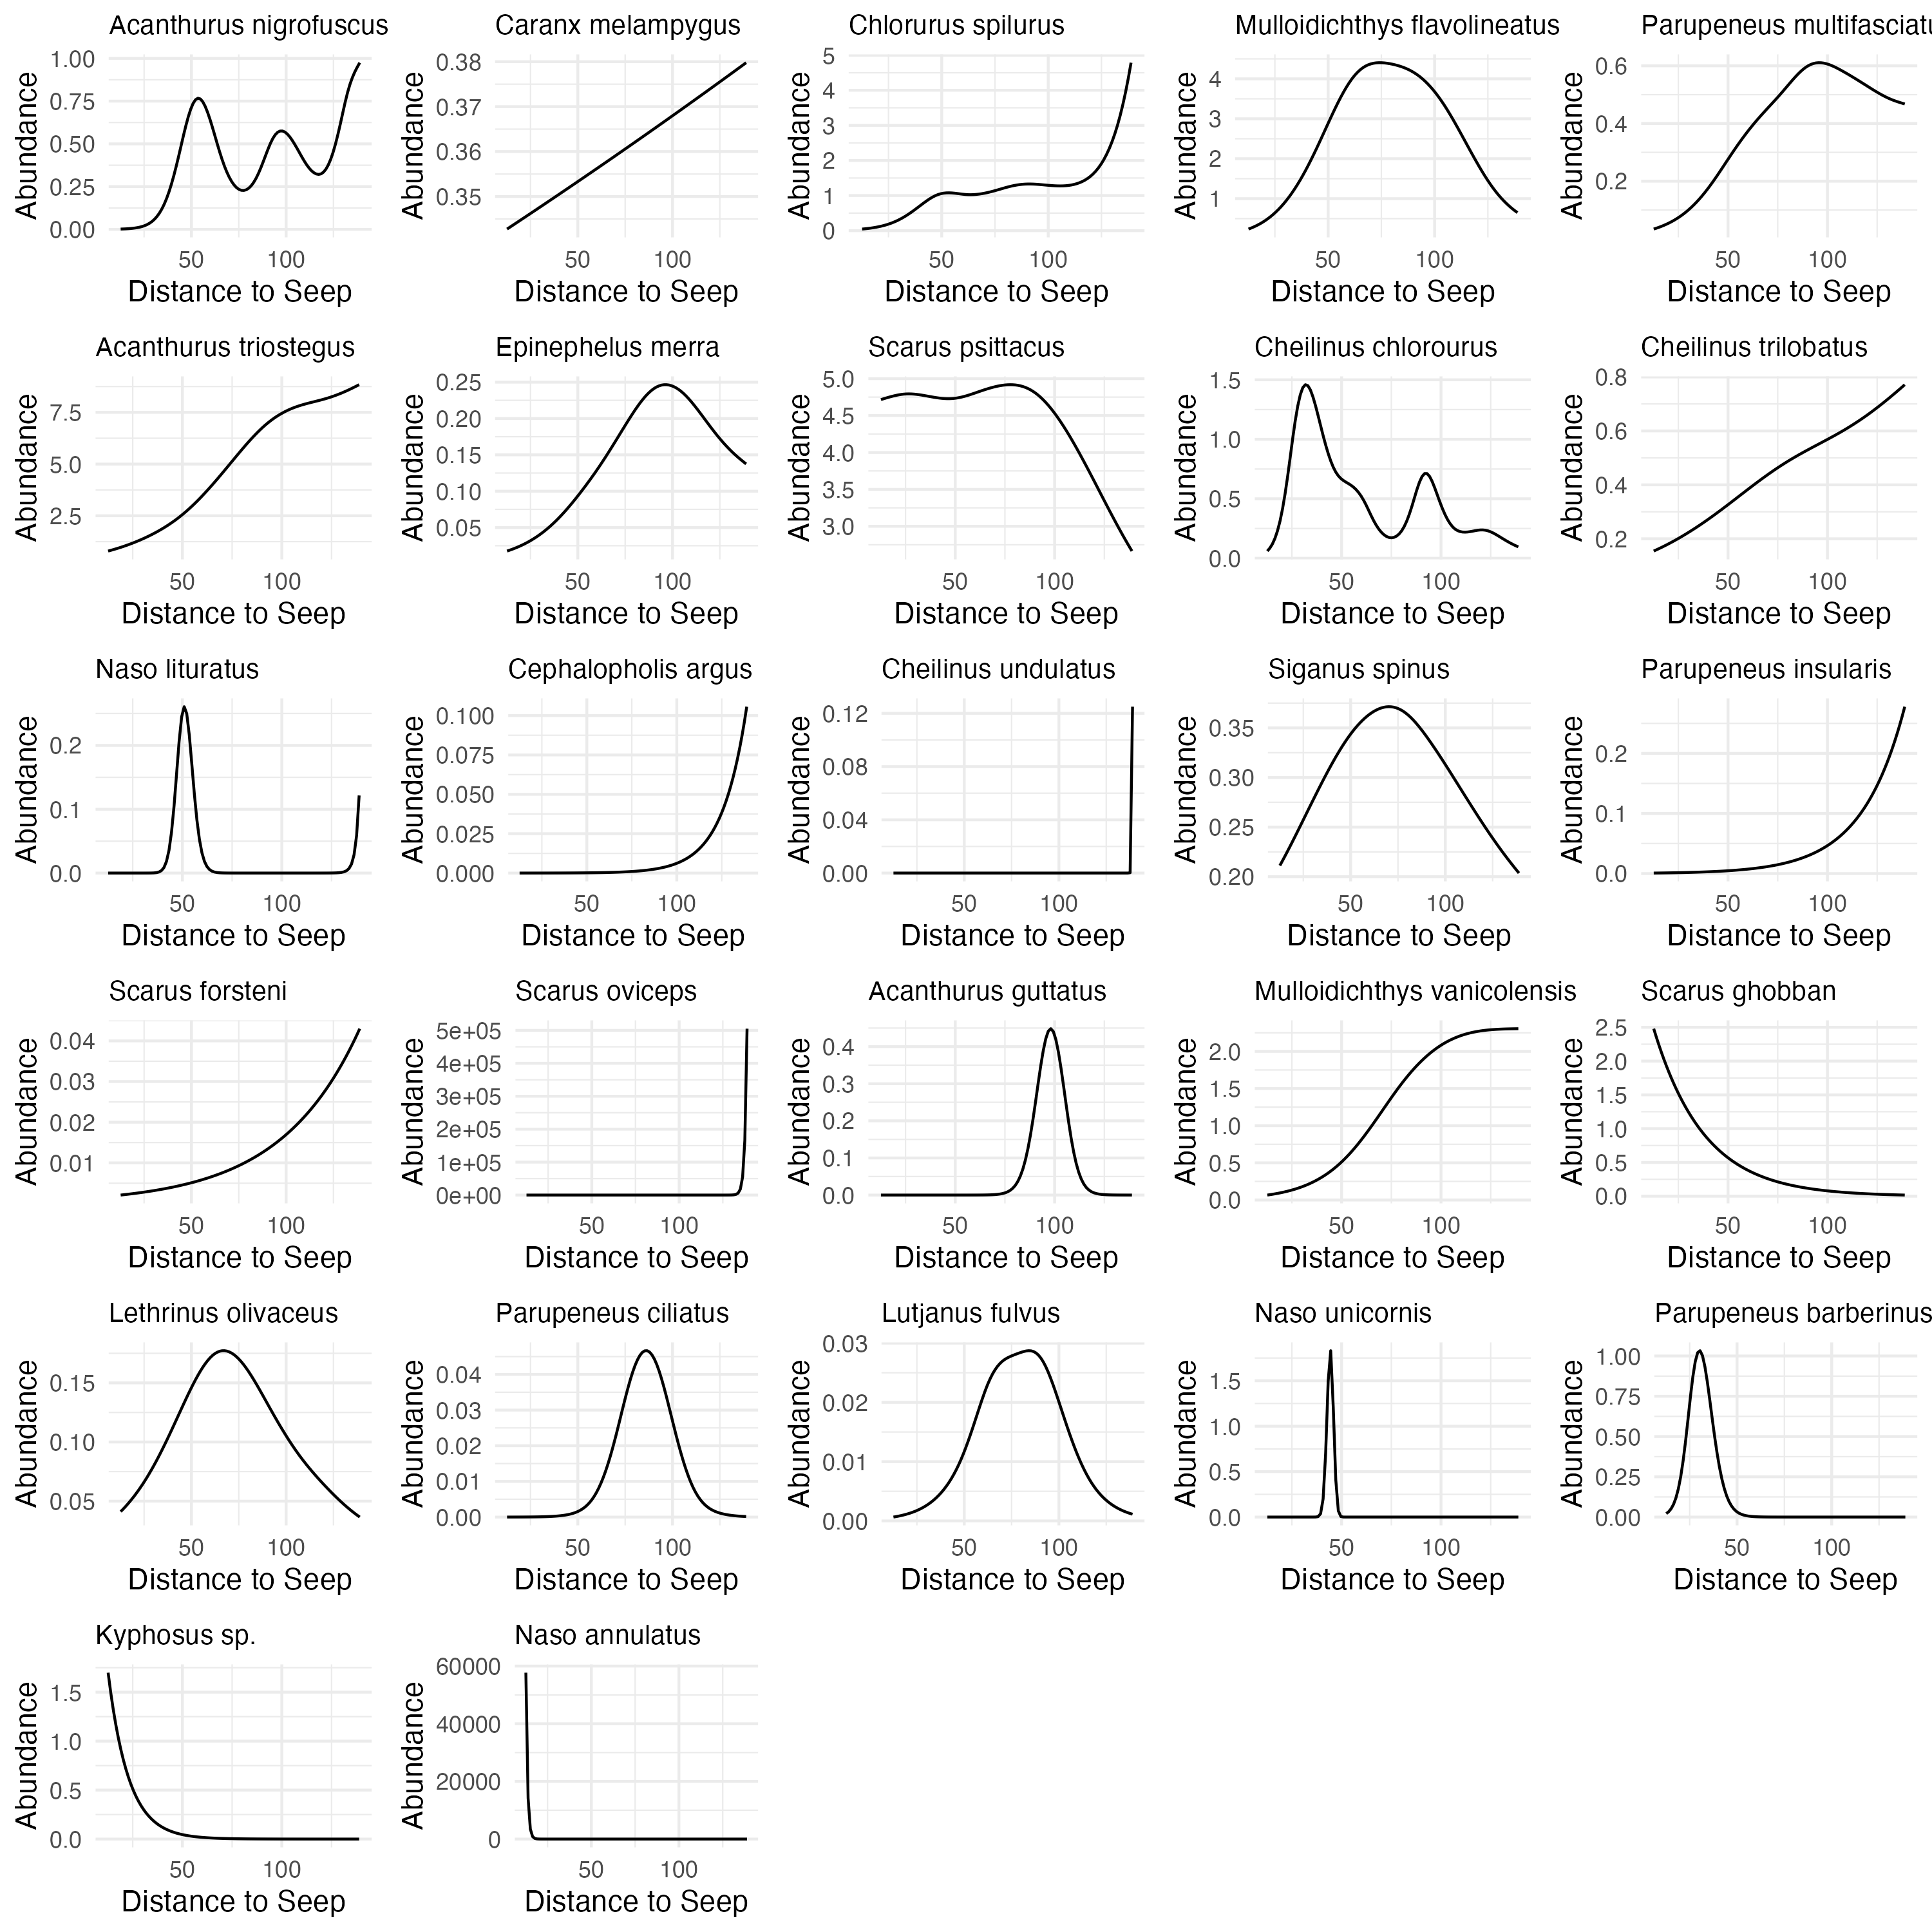 Acanthurus nigrofuscus
1.00
0.75
0.50
0.25
0.00
Abundance
50 100
Distance to Seep
Caranx melampygus
0.38
0.37
0.36
0.35
Abundance
50 100
Distance to Seep
Chlorurus spilurus
5
4
3
2
1
0
Abundance
50 100
Distance to Seep
Mulloidichthys flavolineatus
4
3
2
1
Abundance
50 100
Distance to Seep
Parupeneus multifasciatu
0.6
0.4
0.2
Abundance
50 100
Distance to Seep
Acanthurus triostegus
7.5
5.0
2.5
Abundance
50 100
Distance to Seep
Epinephelus merra
0.25
0.20
0.15
0.10
0.05
Abundance
50 100
Distance to Seep
Scarus psittacus
5.0
4.5
4.0
3.5
3.0
Abundance
50 100
Distance to Seep
Cheilinus chlorourus
1.5
1.0
0.5
0.0
Abundance
50 100
Distance to Seep
Cheilinus trilobatus
0.8
0.6
0.4
0.2
Abundance
50 100
Distance to Seep
Naso lituratus
0.2
0.1
0.0
Abundance
50 100
Distance to Seep
Cephalopholis argus
0.100
0.075
0.050
0.025
0.000
Abundance
50 100
Distance to Seep
Cheilinus undulatus
0.12
0.08
0.04
0.00
Abundance
50 100
Distance to Seep
Siganus spinus
0.35
0.30
0.25
0.20
Abundance
50 100
Distance to Seep
Parupeneus insularis
0.2
0.1
0.0
Abundance
50 100
Distance to Seep
Scarus forsteni
0.04
0.03
0.02
0.01
Abundance
50 100
Distance to Seep
Scarus oviceps
5e+05
4e+05
3e+05
2e+05
1e+05
0e+00
Abundance
50 100
Distance to Seep
Acanthurus guttatus
0.4
0.3
0.2
0.1
0.0
Abundance
50 100
Distance to Seep
Mulloidichthys vanicolensis
2.0
1.5
1.0
0.5
0.0
Abundance
50 100
Distance to Seep
Scarus ghobban
2.5
2.0
1.5
1.0
0.5
0.0
Abundance
50 100
Distance to Seep
Lethrinus olivaceus
0.15
0.10
0.05
Abundance
50 100
Distance to Seep
Parupeneus ciliatus
0.04
0.03
0.02
0.01
0.00
Abundance
50 100
Distance to Seep
Lutjanus fulvus
0.03
0.02
0.01
0.00
Abundance
50 100
Distance to Seep
Naso unicornis
1.5
1.0
0.5
0.0
Abundance
50 100
Distance to Seep
Parupeneus barberinus
1.00
0.75
0.50
0.25
0.00
Abundance
50 100
Distance to Seep
Kyphosus sp.
1.5
1.0
0.5
0.0
Abundance
50 100
Distance to Seep
Naso annulatus
60000
40000
20000
0
Abundance
50 100
Distance to Seep